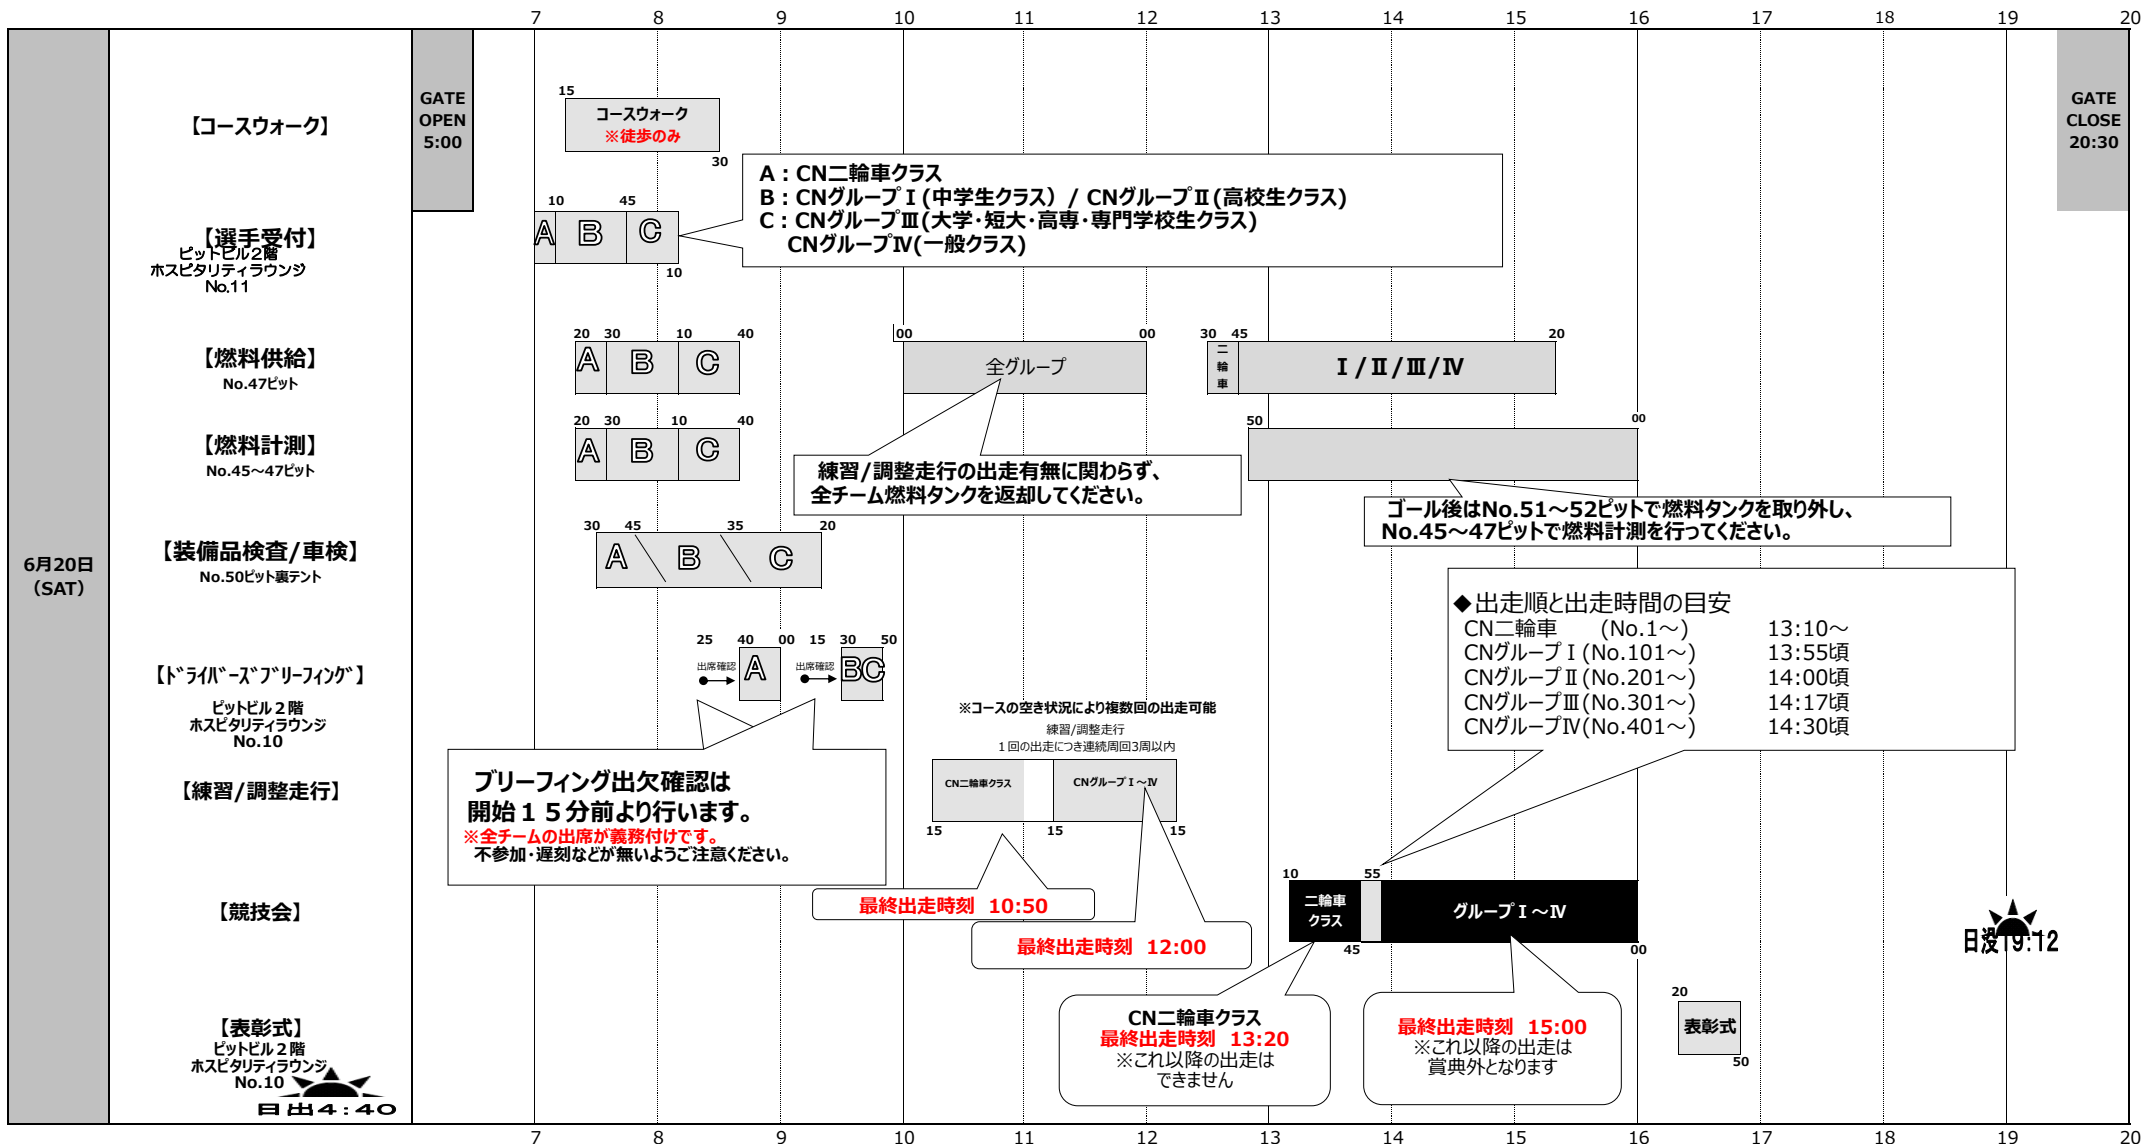 7 8 9 10 11 12 13 14 15 16 17 18 19 20
6月20日
(SAT)
GATE
OPEN
5:00
GATE
CLOSE
20:30
【コースウォーク】
15
コースウォーク
※徒歩のみ
30
【選手受付】
ピットビル2階
ホスピタリティラウンジ
No.11
10 45
A B C
10
A：CN二輪車クラス
B：CNグループⅠ(中学生クラス) / CNグループⅡ(高校生クラス)
C：CNグループⅢ(大学・短大・高専・専門学校生クラス)
CNグループⅣ(一般クラス)
【燃料供給】
No.47ピット
20 30 10 40
A B C
00 00
全グループ
30 45 20
二輪車
Ⅰ/Ⅱ/Ⅲ/Ⅳ
【燃料計測】
No.45～47ピット
20 30 10 40
A B C
50 00
練習/調整走行の出走有無に関わらず、
全チーム燃料タンクを返却してください。
ゴール後はNo.51～52ピットで燃料タンクを取り外し、
No.45～47ピットで燃料計測を行ってください。
【装備品検査/車検】
No.50ピット裏テント
30 45 35 20
A B C
◆出走順と出走時間の目安
CN二輪車 (No.1～) 13:10～
CNグループⅠ(No.101～) 13:55頃
CNグループⅡ(No.201～) 14:00頃
CNグループⅢ(No.301～) 14:17頃
CNグループⅣ(No.401～) 14:30頃
【ドライバーズブリーフィング】
ピットビル２階
ホスピタリティラウンジ
No.10
25 40 00 15 30 50
出席確認 A 出席確認 BC
ブリーフィング出欠確認は
開始１５分前より行います。
※全チームの出席が義務付けです。
不参加・遅刻などが無いようご注意ください。
※コースの空き状況により複数回の出走可能
練習/調整走行
１回の出走につき連続周回3周以内
【練習/調整走行】
CN二輪車クラス CNグループⅠ～Ⅳ
15 15 15
最終出走時刻 10:50
最終出走時刻 12:00
【競技会】
10 55
二輪車
クラス
グループⅠ～Ⅳ
45 00
日没19:12
CN二輪車クラス
最終出走時刻 13:20
※これ以降の出走は
できません
最終出走時刻 15:00
※これ以降の出走は
賞典外となります
【表彰式】
ピットビル２階
ホスピタリティラウンジ
No.10
20
表彰式
50
日出4:40
7 8 9 10 11 12 13 14 15 16 17 18 19 20